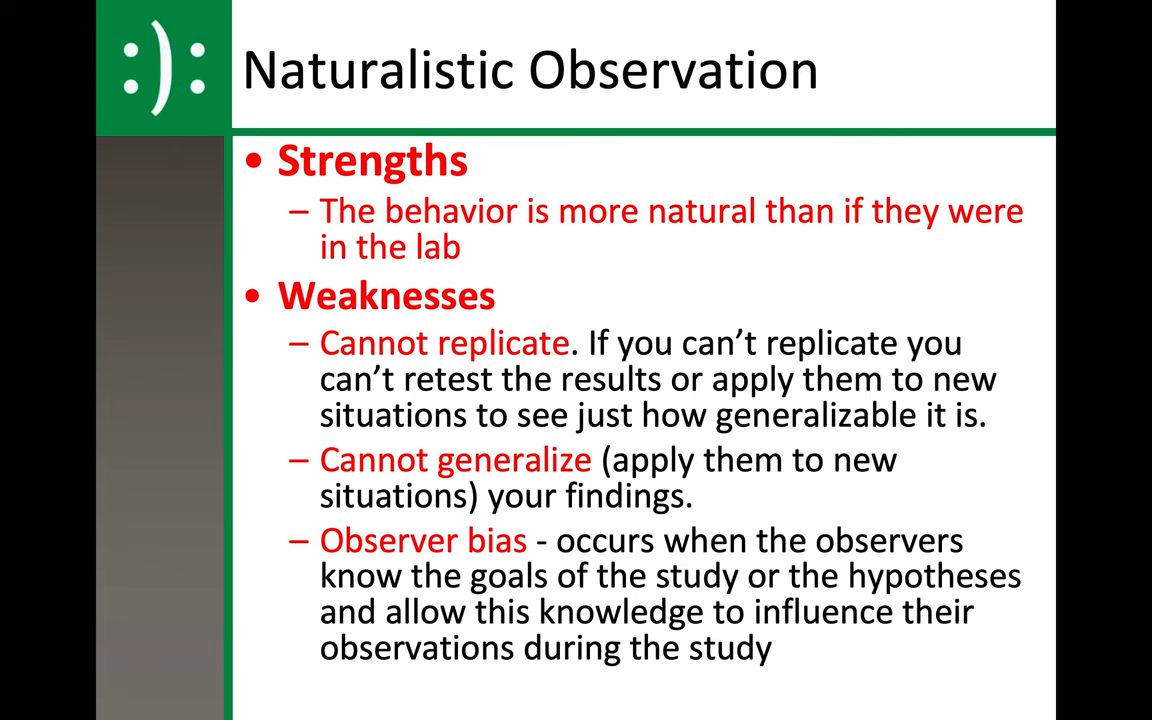 :):
Naturalistic Observation
• Strengths
– The behavior is more natural than if they were
in the lab
• Weaknesses
– Cannot replicate. If you can’t replicate you
can’t retest the results or apply them to new
situations to see just how generalizable it is.
– Cannot generalize (apply them to new
situations) your findings.
– Observer bias - occurs when the observers
know the goals of the study or the hypotheses
and allow this knowledge to influence their
observations during the study